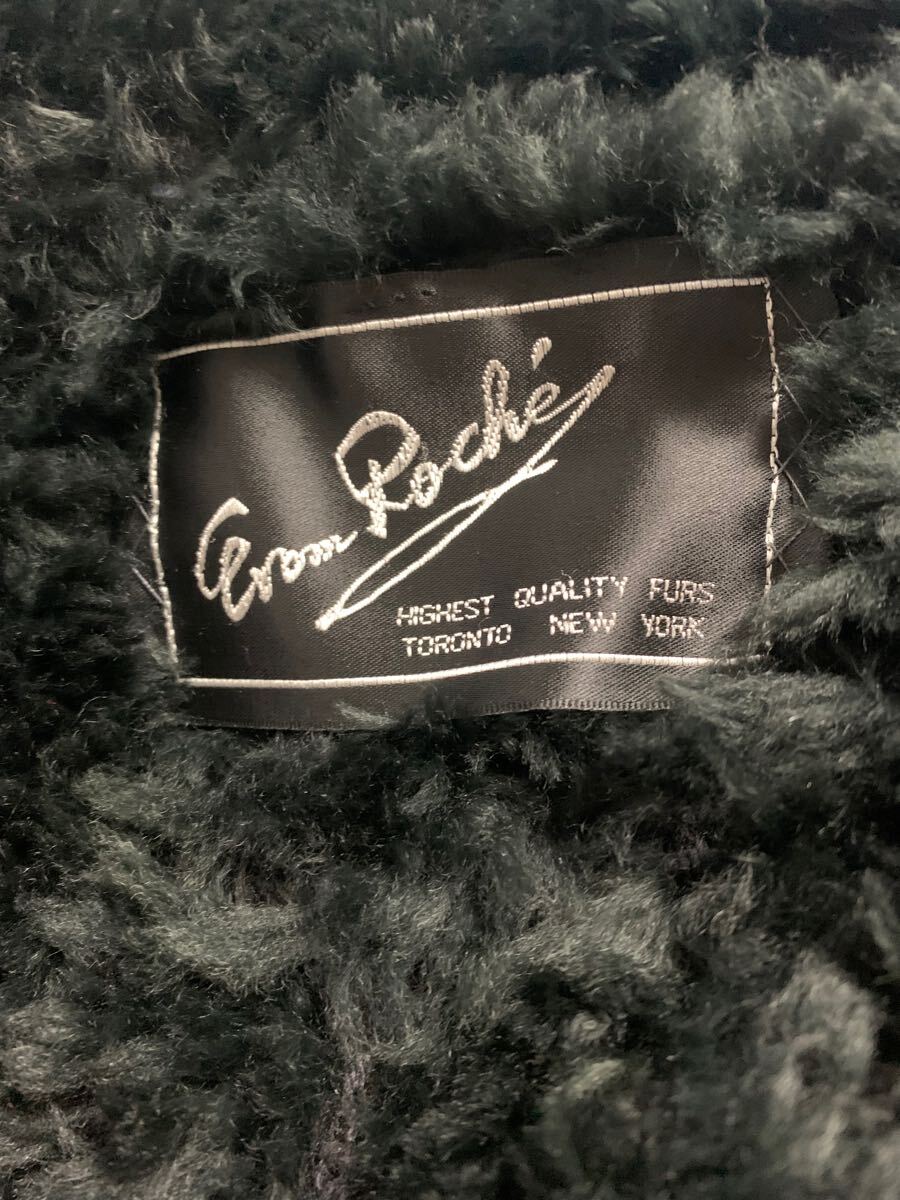 Evan Roché
HIGHEST QUALITY FURS
TORONTO NEW YORK